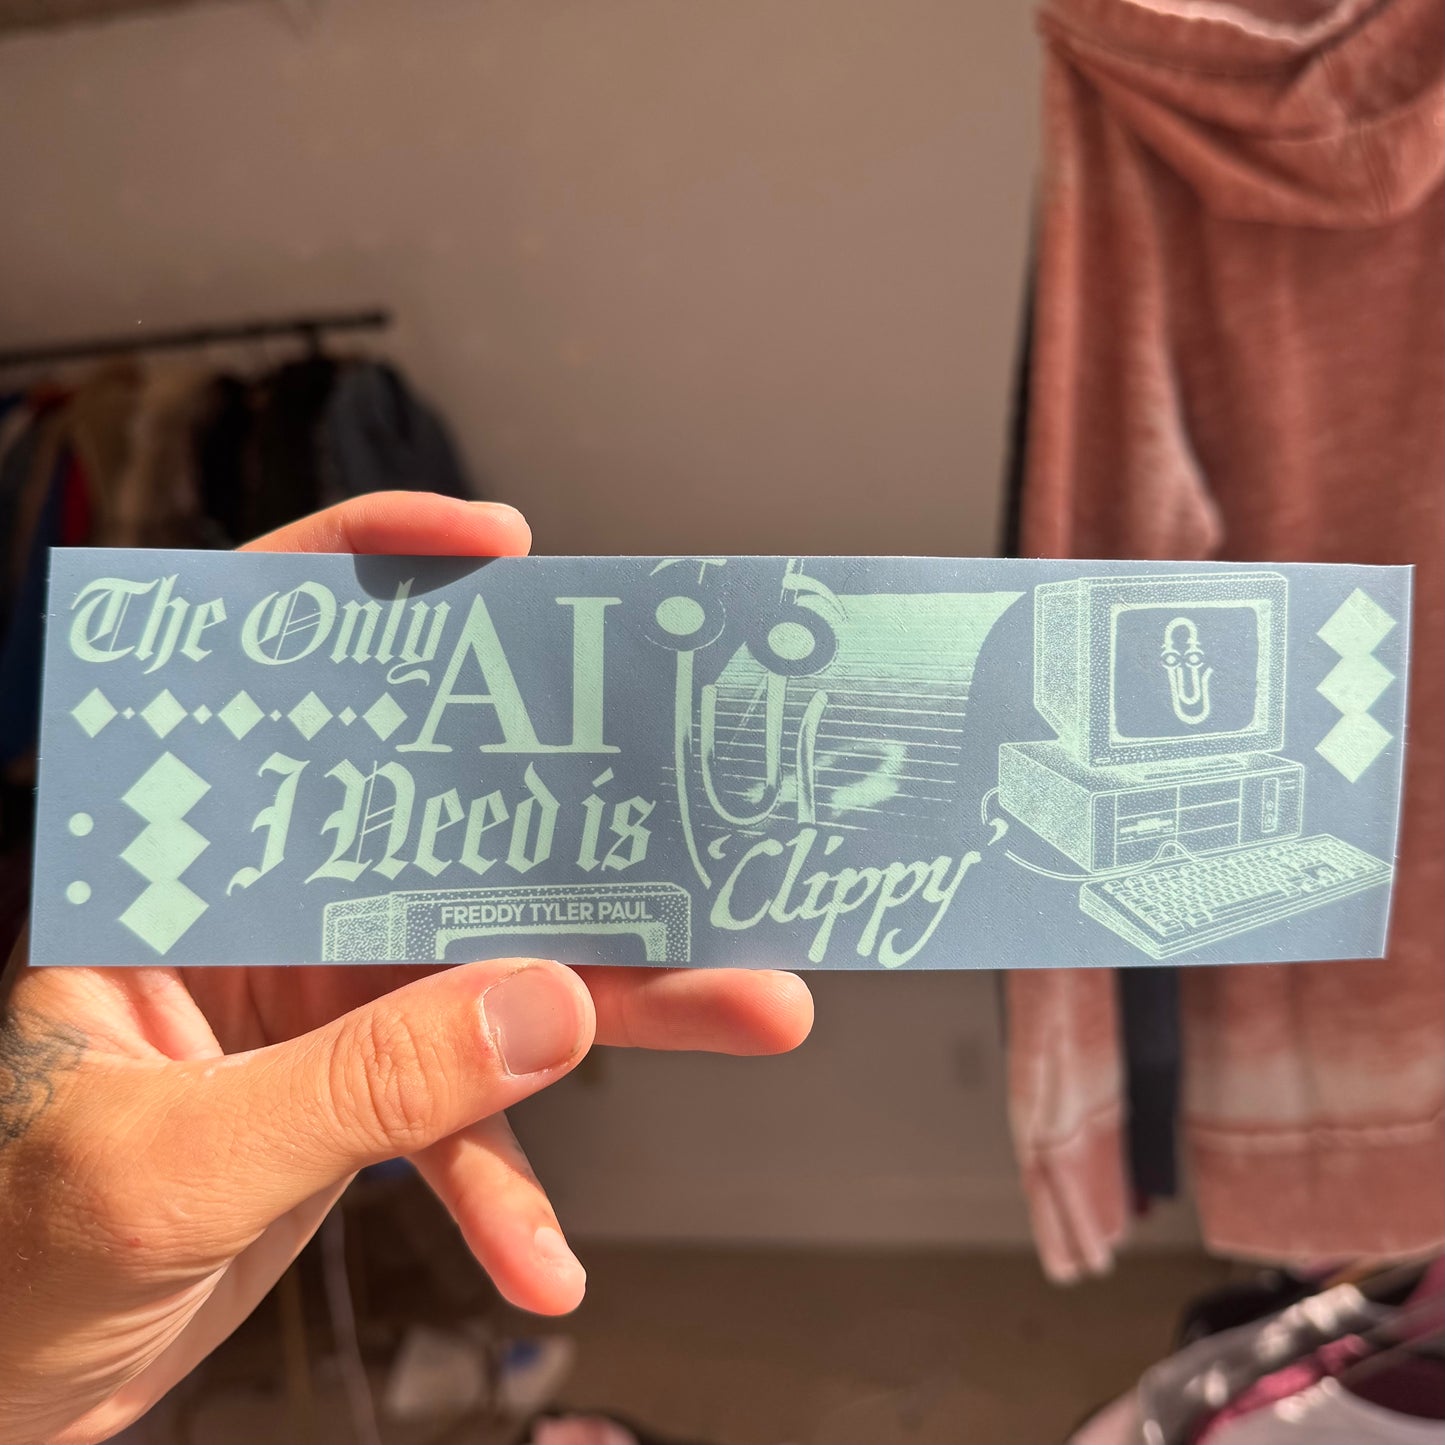 The Only
AI
I Need is
'Clippy'
FREDDY TYLER PAUL